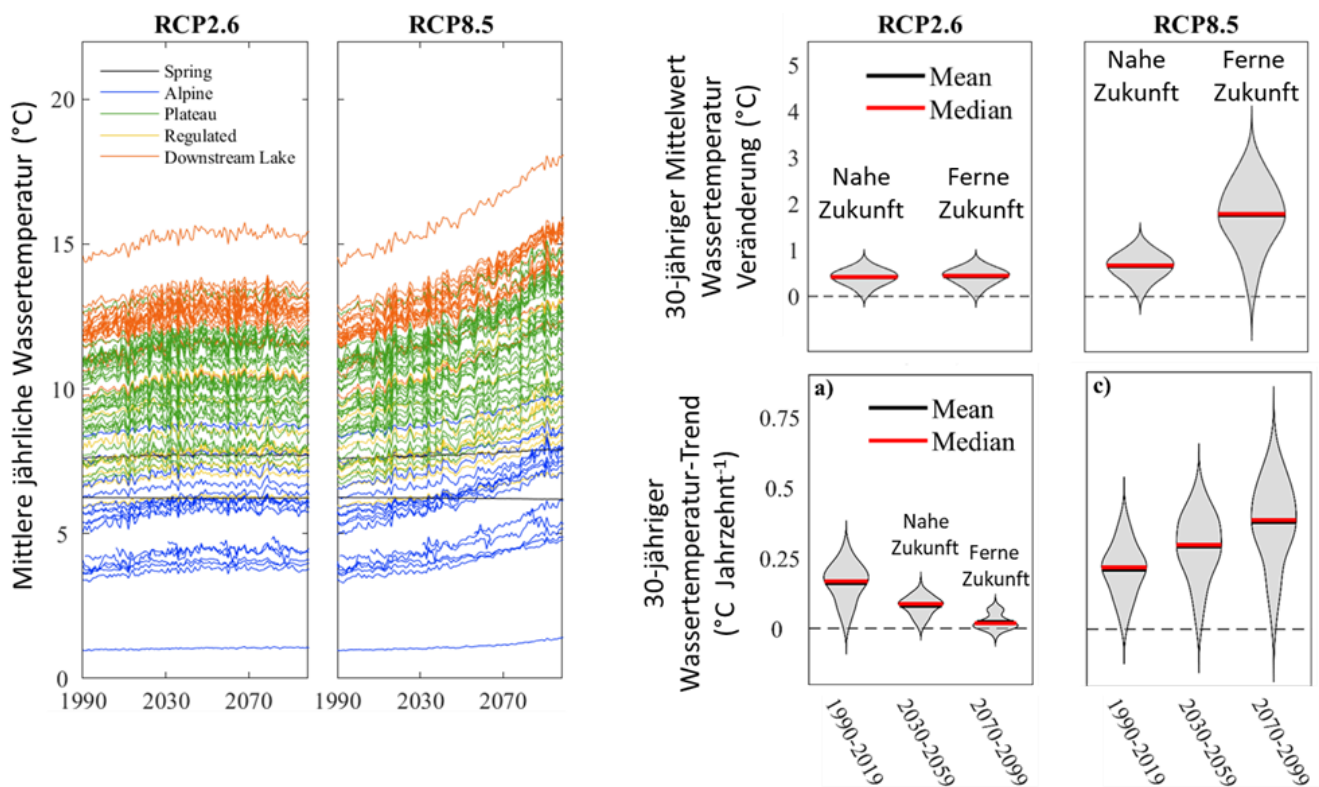 RCP2.6
RCP8.5
Mittlere jährliche Wassertemperatur (°C)
Spring
Alpine
Plateau
Regulated
Downstream Lake
20
15
10
5
0
1990
2030
2070
1990
2030
2070
RCP2.6
RCP8.5
30-jähriger Mittelwert
Wassertemperatur
Veränderung (°C)
5
4
3
2
1
0
Mean
Median
Nahe
Zukunft
Ferne
Zukunft
Nahe
Zukunft
Ferne
Zukunft
30-jähriger
Wassertemperatur-Trend
(°C Jahrzehnt⁻¹)
0.75
0.5
0.25
0
a)
Mean
Median
Nahe
Zukunft
Ferne
Zukunft
c)
1990-2019
2030-2059
2070-2099
1990-2019
2030-2059
2070-2099